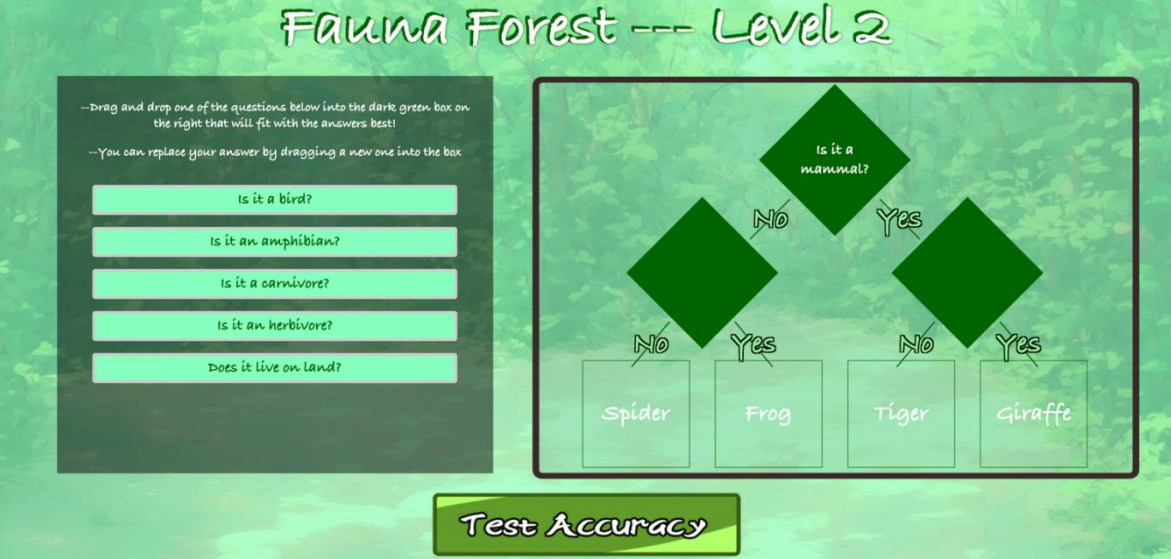 Fauna Forest --- Level 2
--Drag and drop one of the questions below into the dark green box on
the right that will fit with the answers best!
--You can replace your answer by dragging a new one into the box
Is it a bird?
Is it an amphibian?
Is it a carnivore?
Is it an herbivore?
Does it live on land?
Is it a
mammal?
No
Yes
No
Yes
No
Yes
Spider
Frog
Tiger
Giraffe
Test Accuracy